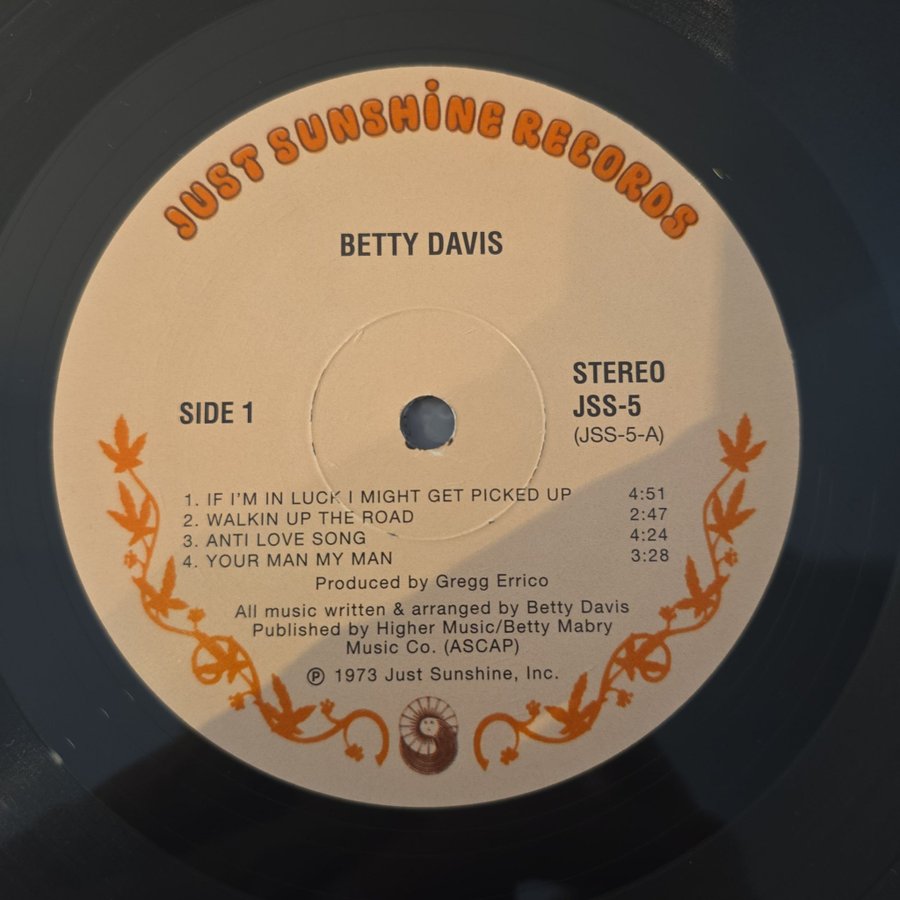 JUST SUNSHiNE RECORDS
BETTY DAVIS
STEREO
SIDE 1
JSS-5
(JSS-5-A)
1. IF I'M IN LUCK I MIGHT GET PICKED UP 4:51
2. WALKIN UP THE ROAD 2:47
3. ANTI LOVE SONG 4:24
4. YOUR MAN MY MAN 3:28
Produced by Gregg Errico
All music written & arranged by Betty Davis
Published by Higher Music/Betty Mabry
Music Co. (ASCAP)
℗ 1973 Just Sunshine, Inc.